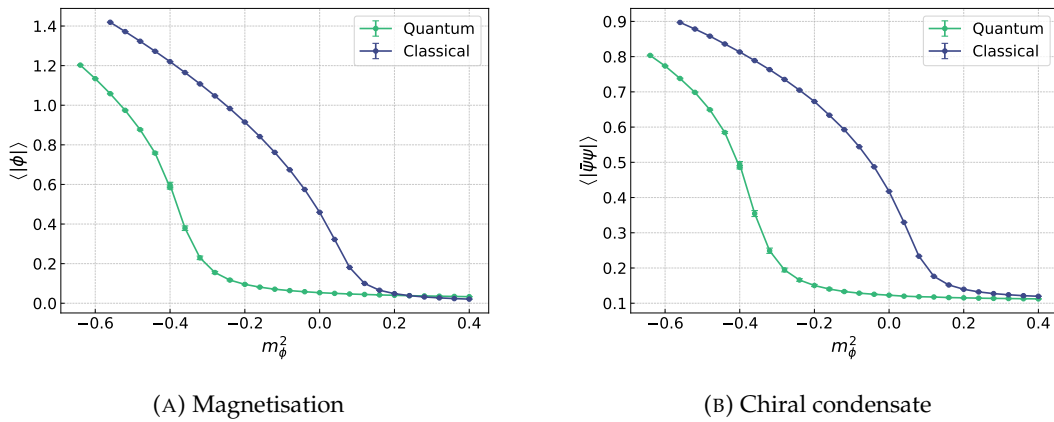 1.4
1.2
1.0
0.8
0.6
0.4
0.2
0.0
⟨|ϕ|⟩
Quantum
Classical
−0.6 −0.4 −0.2 0.0 0.2 0.4
m²_ϕ
(A) Magnetisation
0.9
0.8
0.7
0.6
0.5
0.4
0.3
0.2
0.1
⟨|ψ̄ψ|⟩
Quantum
Classical
−0.6 −0.4 −0.2 0.0 0.2 0.4
m²_ϕ
(B) Chiral condensate